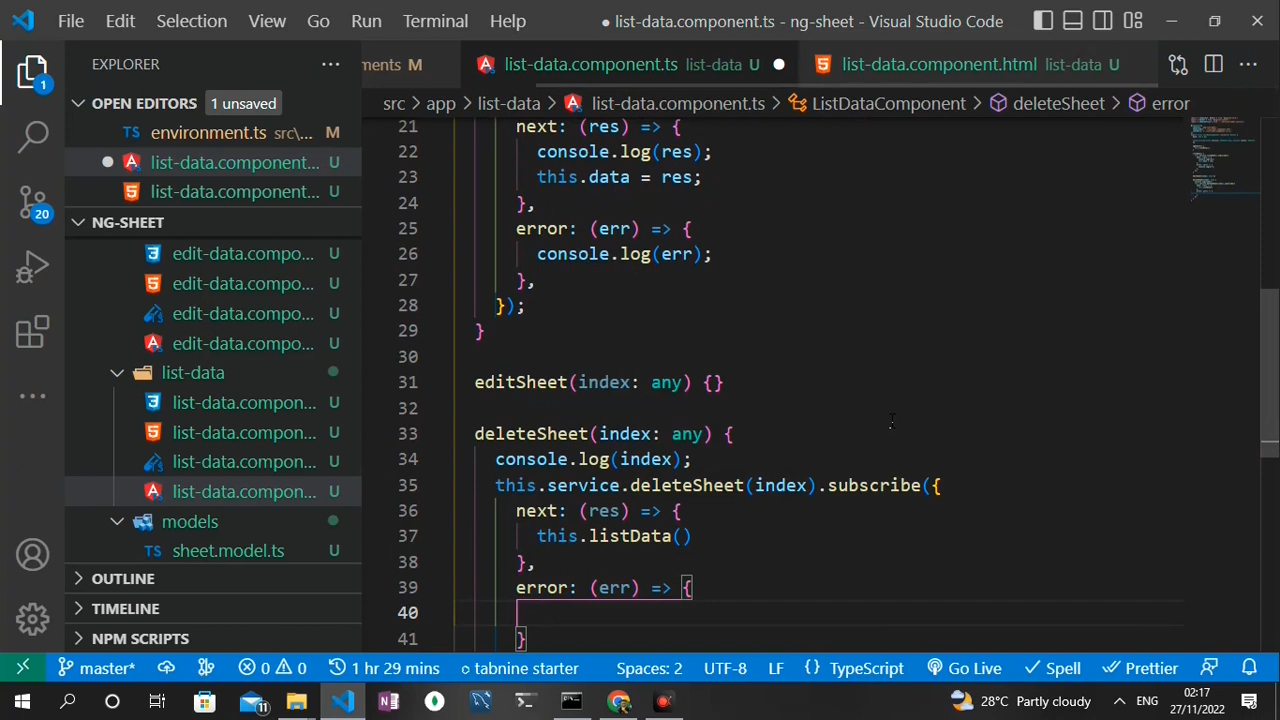 File Edit Selection View Go Run Terminal Help
● list-data.component.ts - ng-sheet - Visual Studio Code
EXPLORER
OPEN EDITORS 1 unsaved
TS environment.ts src\... M
list-data.component... U
list-data.component... U
NG-SHEET
edit-data.compo... U
edit-data.compo... U
edit-data.compo... U
edit-data.compo... U
list-data
list-data.compon... U
list-data.compon... U
list-data.compon... U
list-data.compon... U
models
TS sheet.model.ts U
OUTLINE
TIMELINE
NPM SCRIPTS
1
20
ments M
list-data.component.ts list-data U ●
list-data.component.html list-data U
src > app > list-data > list-data.component.ts > ListDataComponent > deleteSheet > error
21 next: (res) => {
22 console.log(res);
23 this.data = res;
24 },
25 error: (err) => {
26 console.log(err);
27 },
28 });
29 }
30
31 editSheet(index: any) {}
32
33 deleteSheet(index: any) {
34 console.log(index);
35 this.service.deleteSheet(index).subscribe({
36 next: (res) => {
37 this.listData()
38 },
39 error: (err) => {
40
41 }
master* 0 0 1 hr 29 mins tabnine starter Spaces: 2 UTF-8 LF {} TypeScript Go Live Spell Prettier
11
28°C Partly cloudy ENG
02:17
27/11/2022